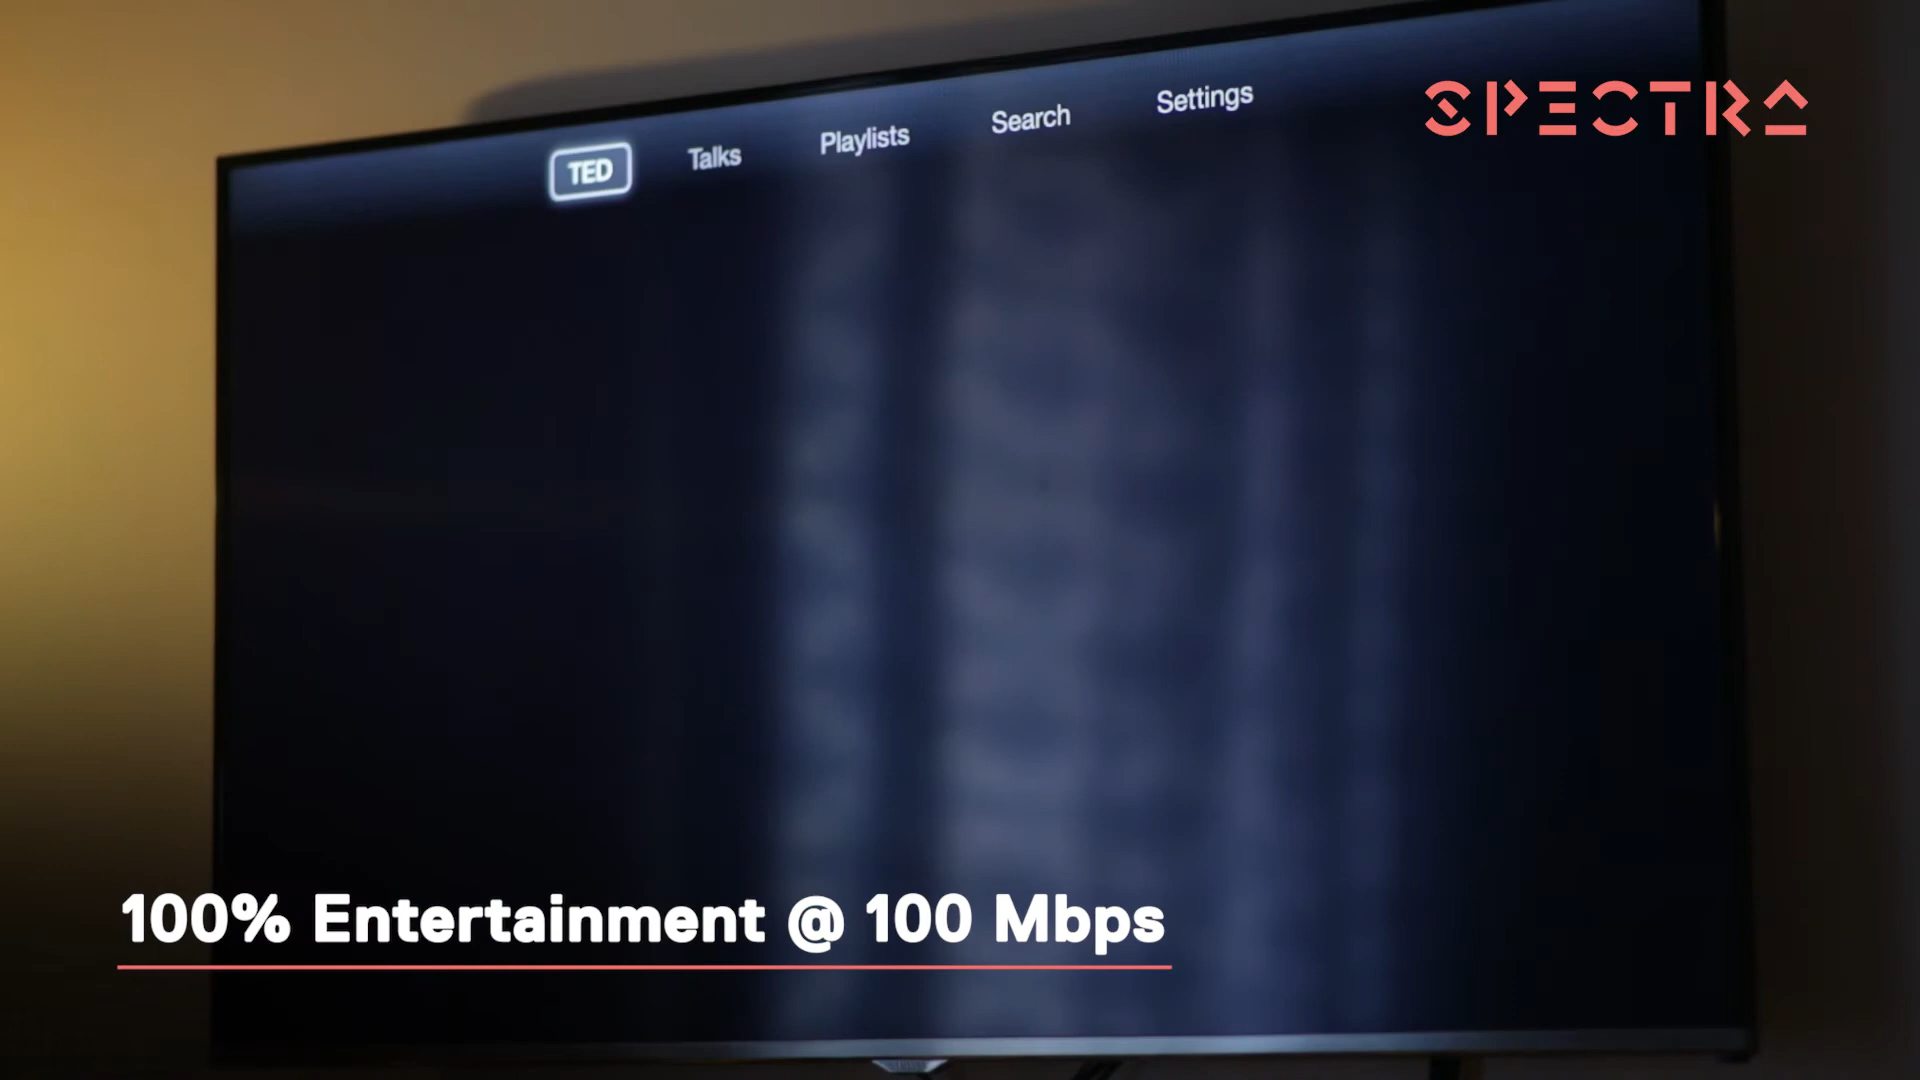 SPECTRA
TED Talks Playlists Search Settings
100% Entertainment @ 100 Mbps